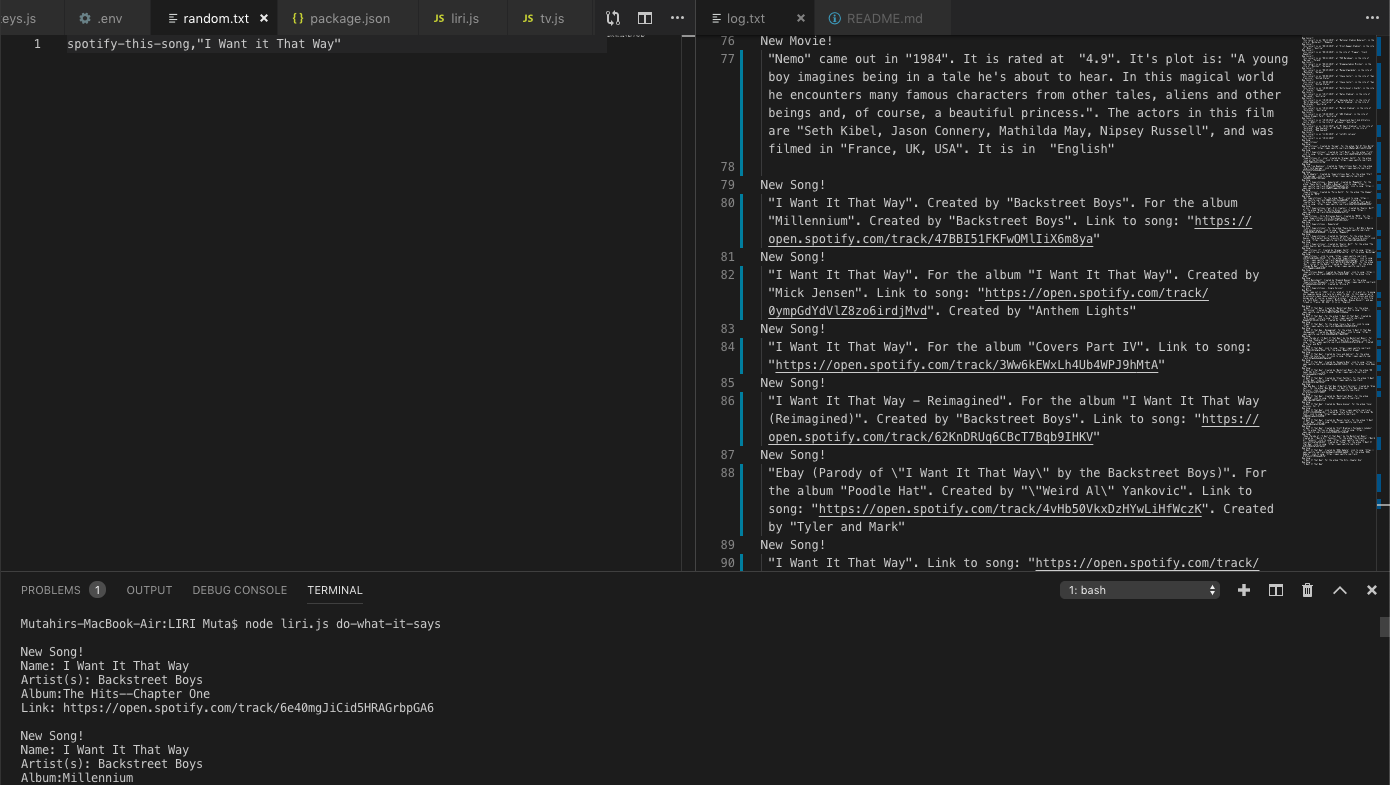 eys.js .env random.txt package.json liri.js tv.js
1 spotify-this-song,"I Want it That Way"
log.txt README.md
76 New Movie!
77 "Nemo" came out in "1984". It is rated at  "4.9". It's plot is: "A young
boy imagines being in a tale he's about to hear. In this magical world
he encounters many famous characters from other tales, aliens and other
beings and, of course, a beautiful princess.". The actors in this film
are "Seth Kibel, Jason Connery, Mathilda May, Nipsey Russell", and was
filmed in "France, UK, USA". It is in  "English"
78
79 New Song!
80 "I Want It That Way". Created by "Backstreet Boys". For the album
"Millennium". Created by "Backstreet Boys". Link to song: "https://
open.spotify.com/track/47BBI51FKFwOMlIiX6m8ya"
81 New Song!
82 "I Want It That Way". For the album "I Want It That Way". Created by
"Mick Jensen". Link to song: "https://open.spotify.com/track/
0ympGdYdVlZ8zo6irdjMvd". Created by "Anthem Lights"
83 New Song!
84 "I Want It That Way". For the album "Covers Part IV". Link to song:
"https://open.spotify.com/track/3Ww6kEWxLh4Ub4WPJ9hMtA"
85 New Song!
86 "I Want It That Way - Reimagined". For the album "I Want It That Way
(Reimagined)". Created by "Backstreet Boys". Link to song: "https://
open.spotify.com/track/62KnDRUq6CBcT7Bqb9IHKV"
87 New Song!
88 "Ebay (Parody of \"I Want It That Way\" by the Backstreet Boys)". For
the album "Poodle Hat". Created by "\"Weird Al\" Yankovic". Link to
song: "https://open.spotify.com/track/4vHb50VkxDzHYwLiHfWczK". Created
by "Tyler and Mark"
89 New Song!
90 "I Want It That Way". Link to song: "https://open.spotify.com/track/
PROBLEMS 1 OUTPUT DEBUG CONSOLE TERMINAL 1: bash
Mutahirs-MacBook-Air:LIRI Muta$ node liri.js do-what-it-says
New Song!
Name: I Want It That Way
Artist(s): Backstreet Boys
Album:The Hits--Chapter One
Link: https://open.spotify.com/track/6e40mgJiCid5HRAGrbpGA6
New Song!
Name: I Want It That Way
Artist(s): Backstreet Boys
Album:Millennium